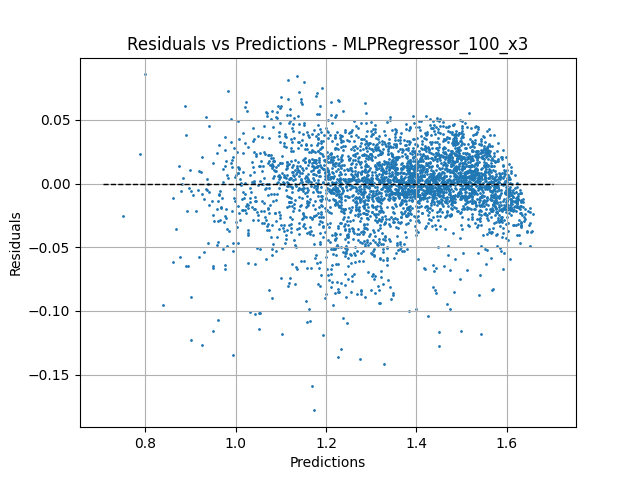 Residuals vs Predictions - MLPRegressor_100_x3
Residuals
0.05
0.00
−0.05
−0.10
−0.15
0.8 1.0 1.2 1.4 1.6
Predictions